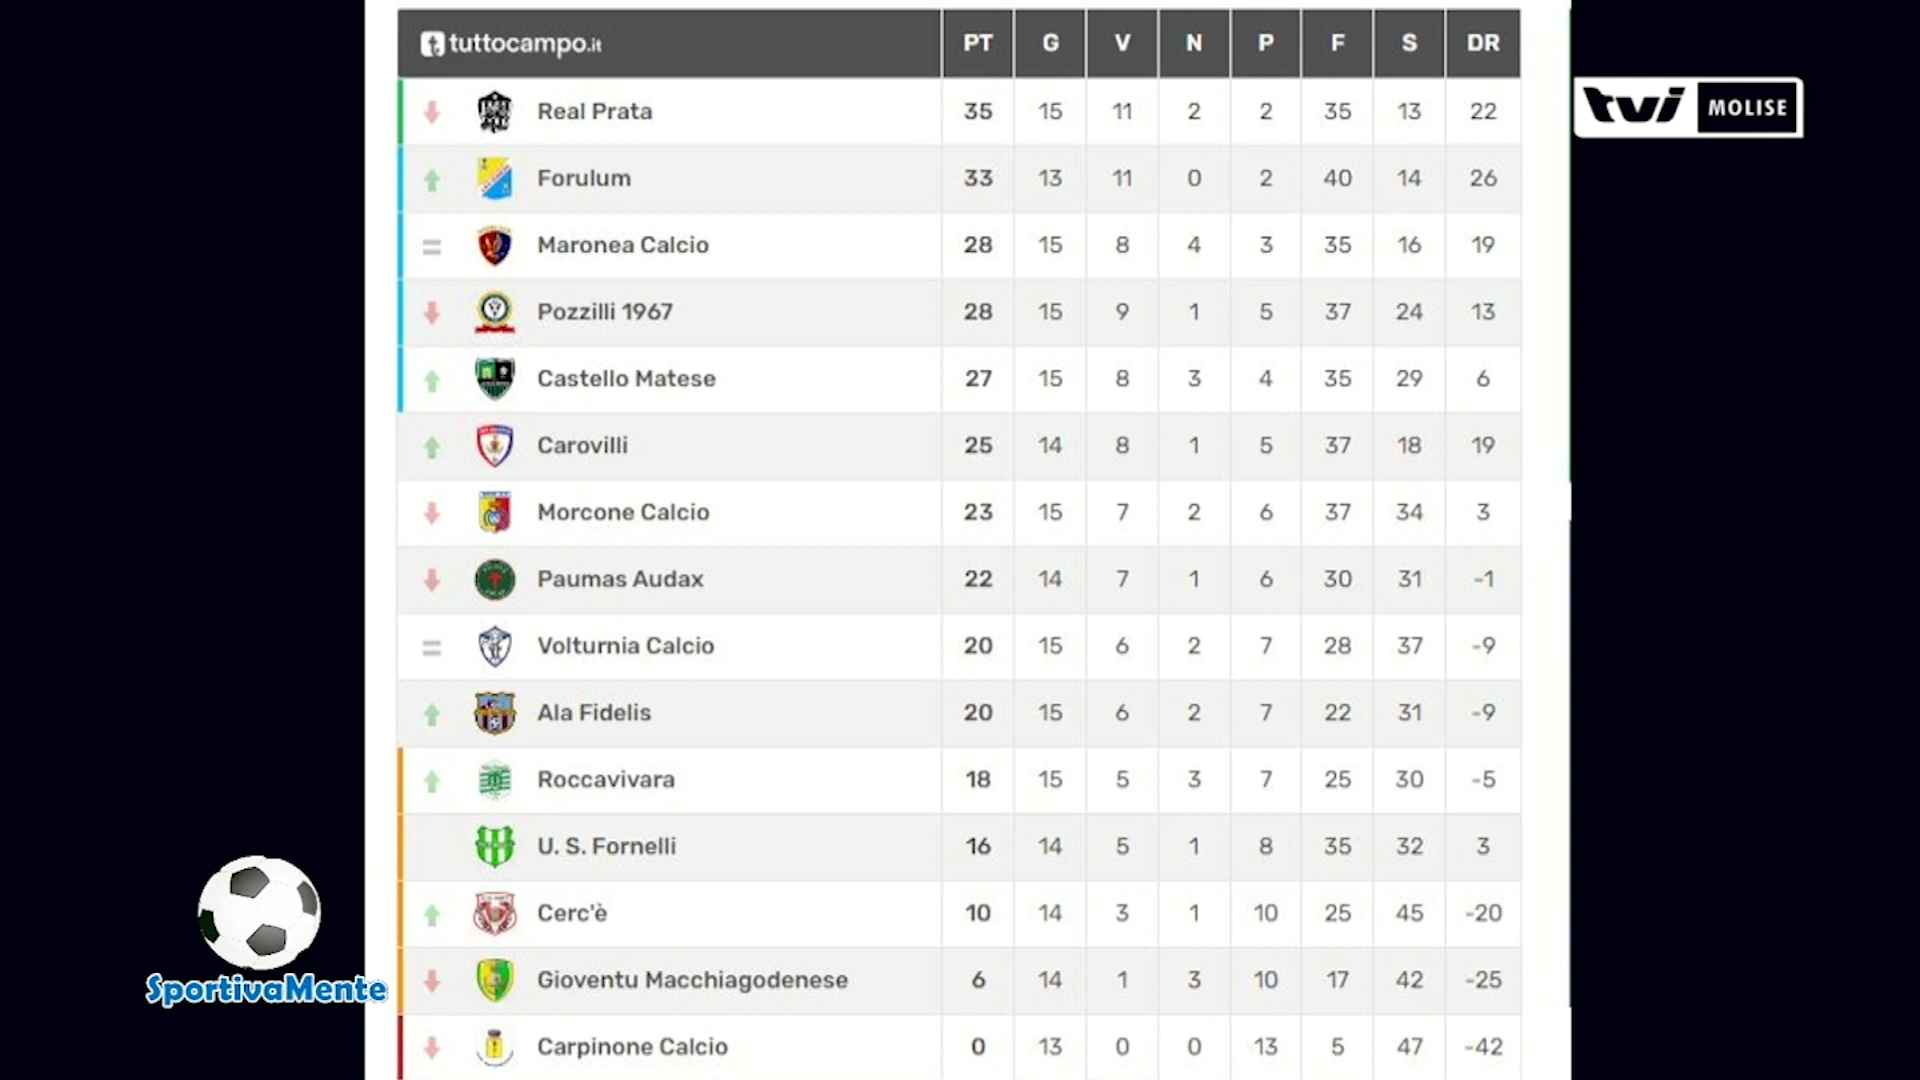 tuttocampo.it PT G V N P F S DR
Real Prata 35 15 11 2 2 35 13 22
Forulum 33 13 11 0 2 40 14 26
Maronea Calcio 28 15 8 4 3 35 16 19
Pozzilli 1967 28 15 9 1 5 37 24 13
Castello Matese 27 15 8 3 4 35 29 6
Carovilli 25 14 8 1 5 37 18 19
Morcone Calcio 23 15 7 2 6 37 34 3
Paumas Audax 22 14 7 1 6 30 31 -1
Volturnia Calcio 20 15 6 2 7 28 37 -9
Ala Fidelis 20 15 6 2 7 22 31 -9
Roccavivara 18 15 5 3 7 25 30 -5
U. S. Fornelli 16 14 5 1 8 35 32 3
Cerc'è 10 14 3 1 10 25 45 -20
Gioventu Macchiagodenese 6 14 1 3 10 17 42 -25
Carpinone Calcio 0 13 0 0 13 5 47 -42
tvi MOLISE
SportivaMente